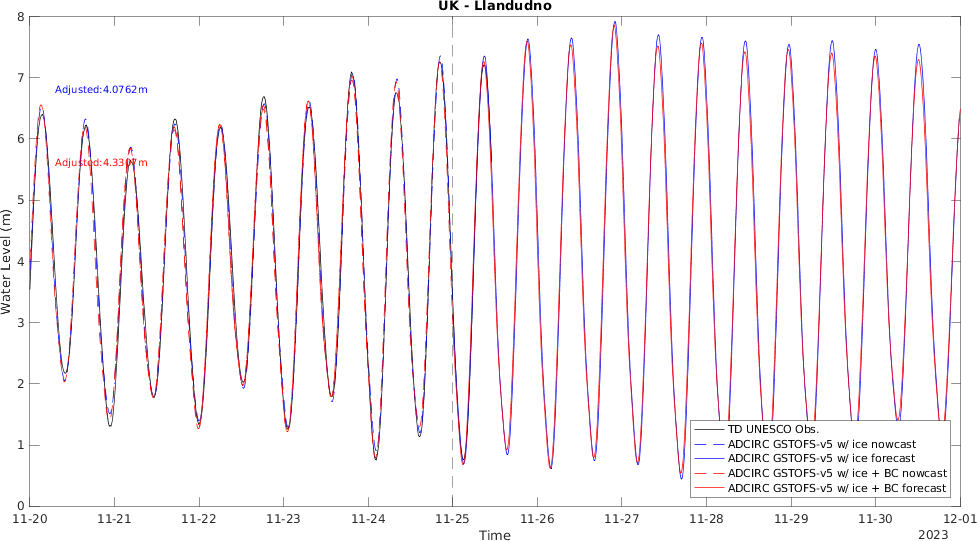 UK - Llandudno
8
7
6
5
4
3
2
1
0
Water Level (m)
Adjusted:4.0762m
TD UNESCO Obs.
ADCIRC GSTOFS-v5 w/ ice nowcast
ADCIRC GSTOFS-v5 w/ ice forecast
ADCIRC GSTOFS-v5 w/ ice + BC nowcast
ADCIRC GSTOFS-v5 w/ ice + BC forecast
11-20 11-21 11-22 11-23 11-24 11-25 11-26 11-27 11-28 11-29 11-30 12-01
Time
2023